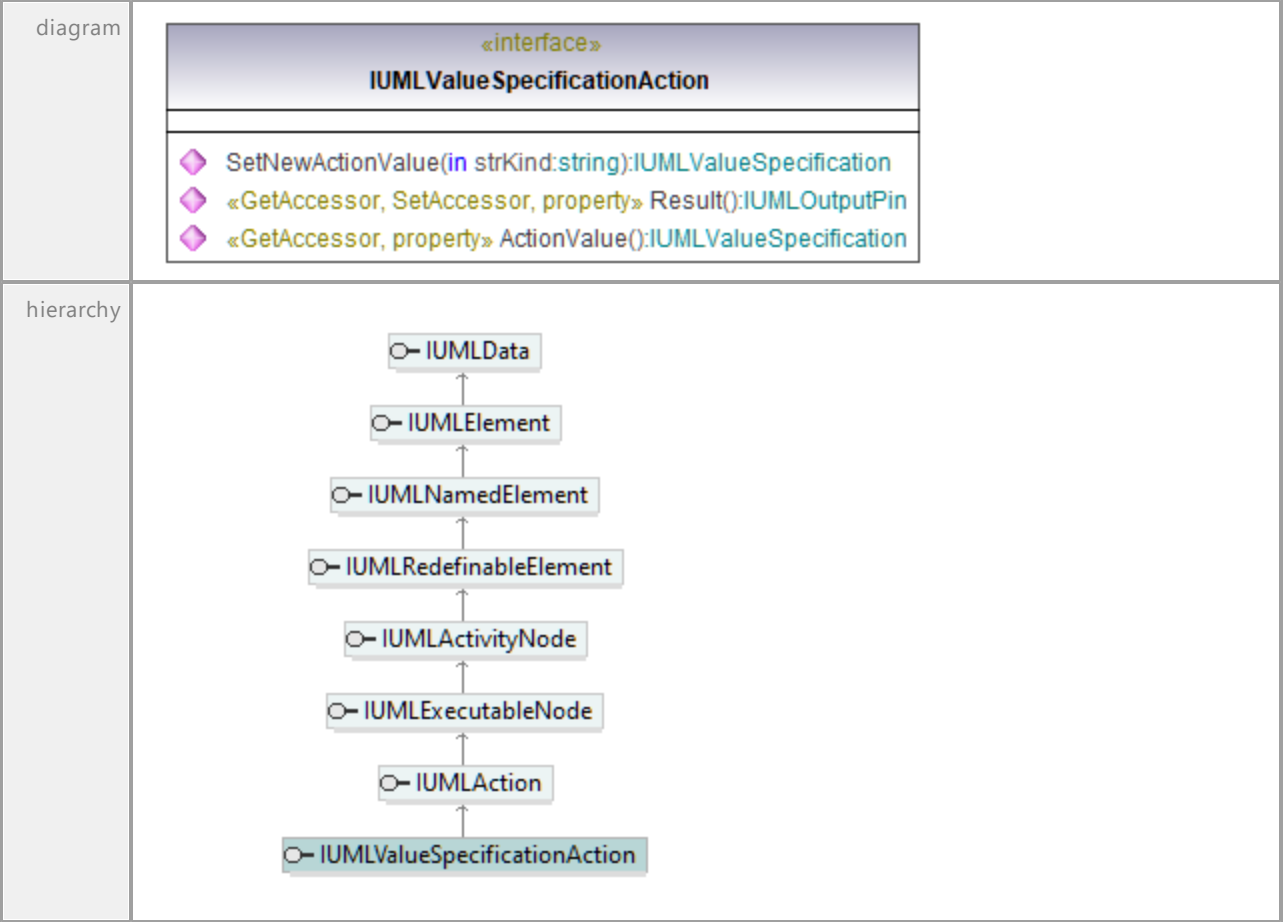 diagram
«interface»
IUMLValueSpecificationAction
SetNewActionValue(in strKind:string):IUMLValueSpecification
«GetAccessor, SetAccessor, property» Result():IUMLOutputPin
«GetAccessor, property» ActionValue():IUMLValueSpecification
hierarchy
IUMLData
IUMLElement
IUMLNamedElement
IUMLRedefinableElement
IUMLActivityNode
IUMLExecutableNode
IUMLAction
IUMLValueSpecificationAction